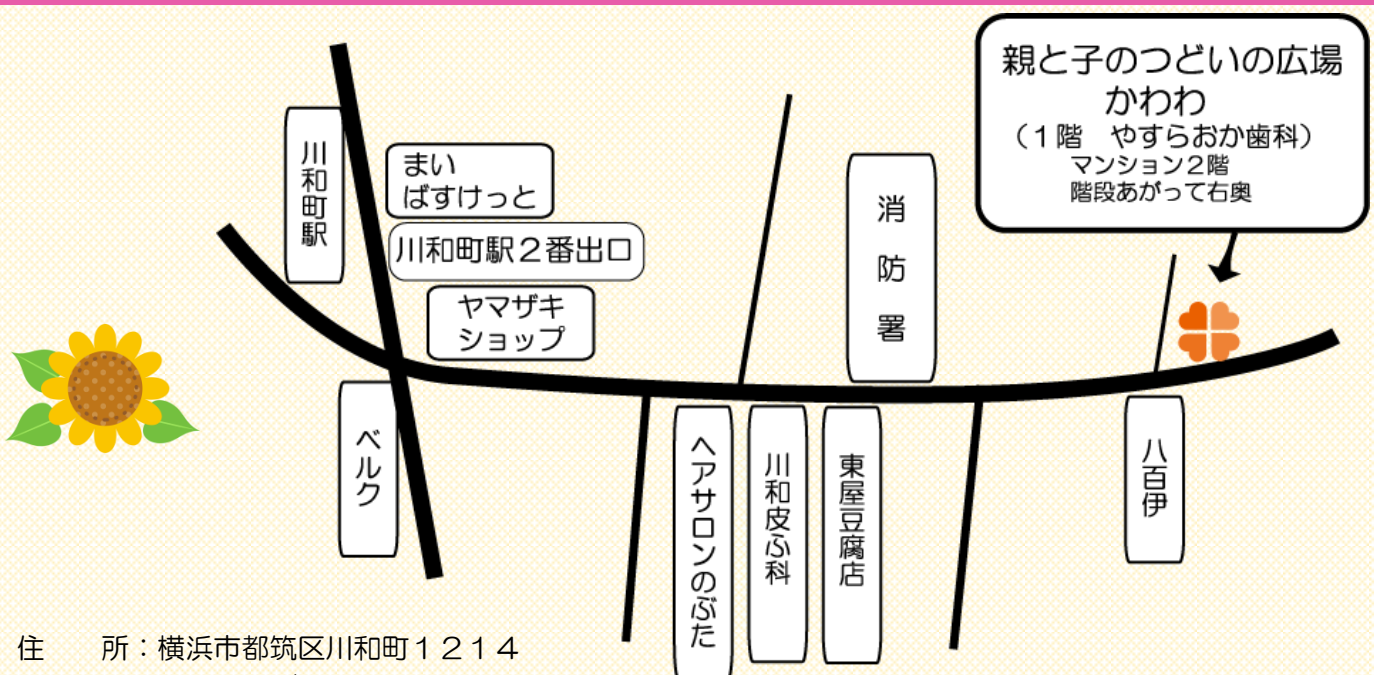 親と子のつどいの広場
かわわ
(1階 やすらおか歯科)
マンション2階
階段あがって右奥
川和町駅
まい
ばすけっと
川和町駅2番出口
ヤマザキ
ショップ
消防署
ベルク
ヘアサロンのぶた
川和皮ふ科
東屋豆腐店
八百伊
住 所:横浜市都筑区川和町1214